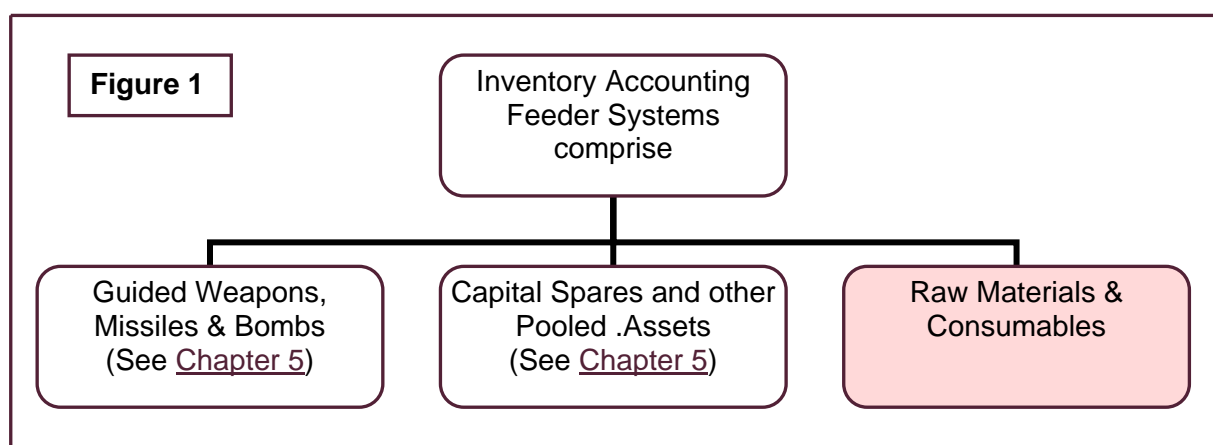 Figure 1
Inventory Accounting
Feeder Systems
comprise
Guided Weapons,
Missiles & Bombs
(See Chapter 5)
Capital Spares and other
Pooled .Assets
(See Chapter 5)
Raw Materials &
Consumables